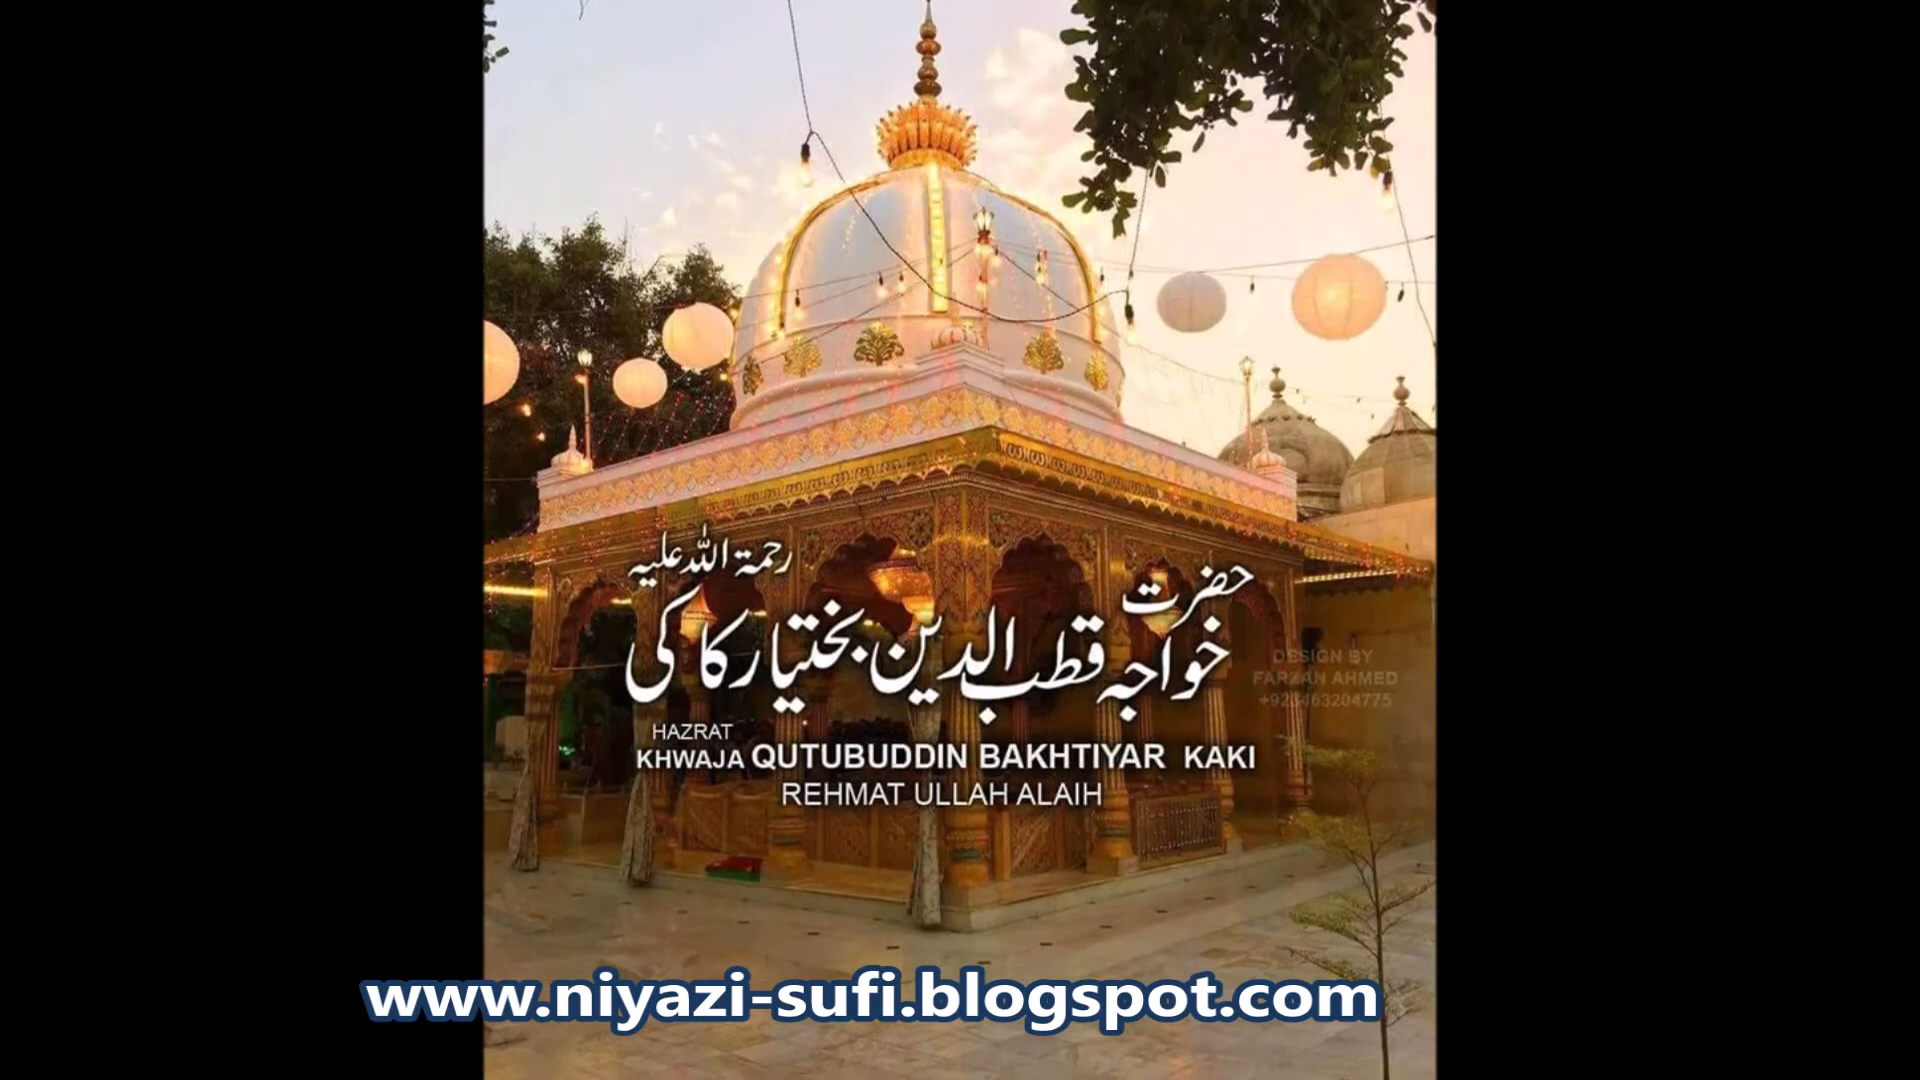 رحمۃ اللہ علیہ
حضرت
خواجہ قطب الدین بختیار کاکی
HAZRAT
KHWAJA QUTUBUDDIN BAKHTIYAR KAKI
REHMAT ULLAH ALAIH
DESIGN BY
FARZAN AHMED
+923463204775
www.niyazi-sufi.blogspot.com